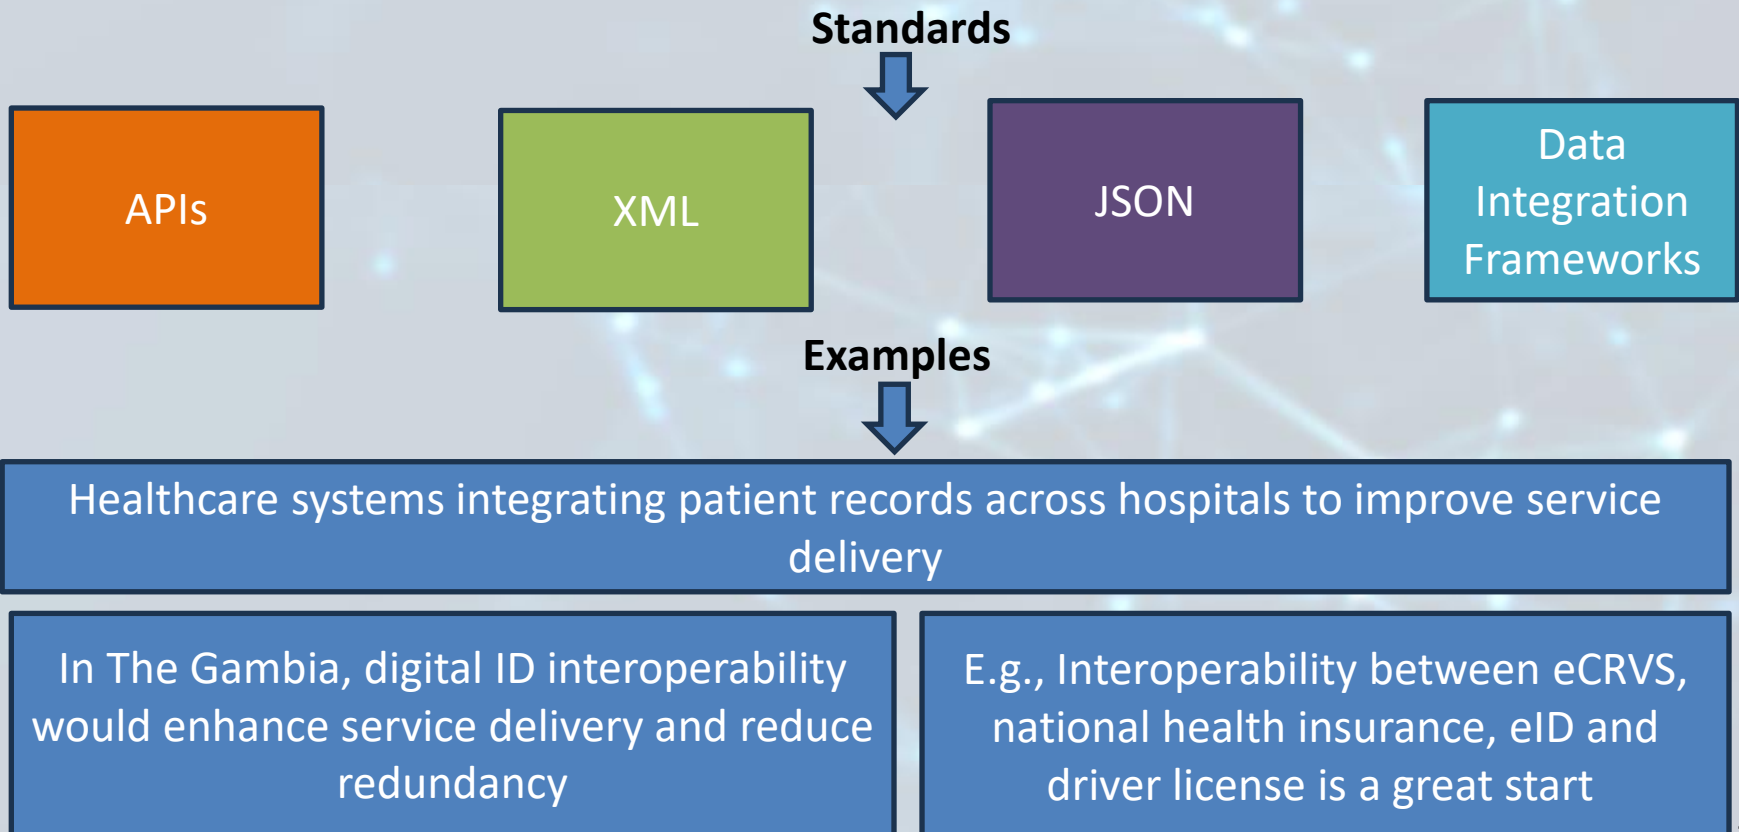 Standards
APIs
XML
JSON
Data
Integration
Frameworks
Examples
Healthcare systems integrating patient records across hospitals to improve service
delivery
In The Gambia, digital ID interoperability
would enhance service delivery and reduce
redundancy
E.g., Interoperability between eCRVS,
national health insurance, eID and
driver license is a great start